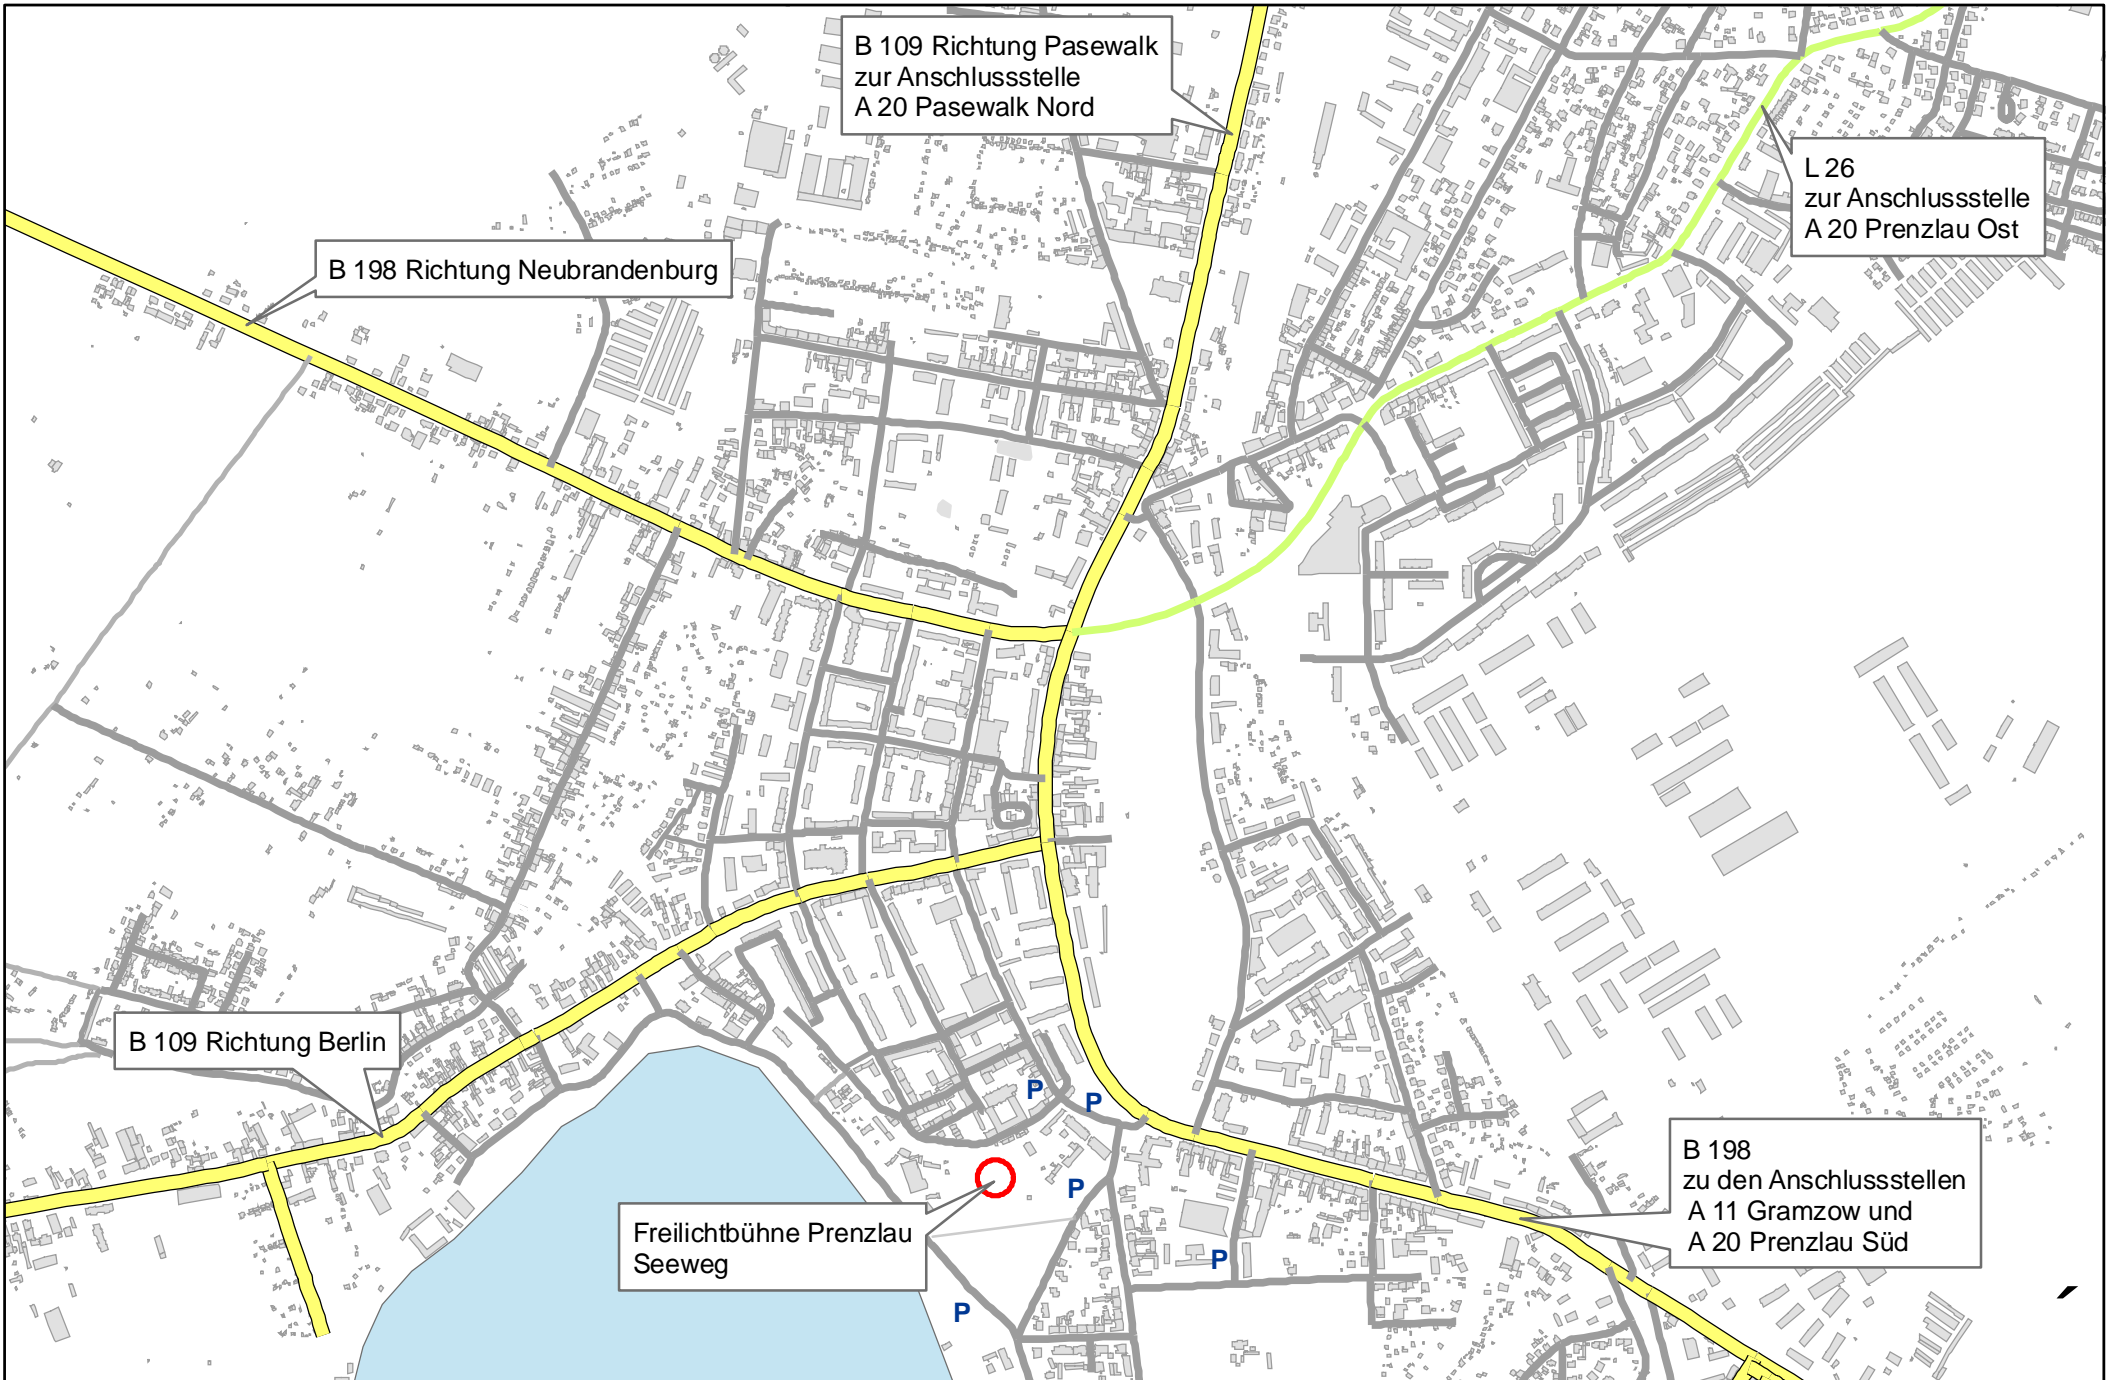 B 109 Richtung Pasewalk
zur Anschlussstelle
A 20 Pasewalk Nord
L 26
zur Anschlussstelle
A 20 Prenzlau Ost
B 198 Richtung Neubrandenburg
B 109 Richtung Berlin
P
P
B 198
zu den Anschlussstellen
A 11 Gramzow und
A 20 Prenzlau Süd
P
Freilichtbühne Prenzlau
Seeweg
P
P